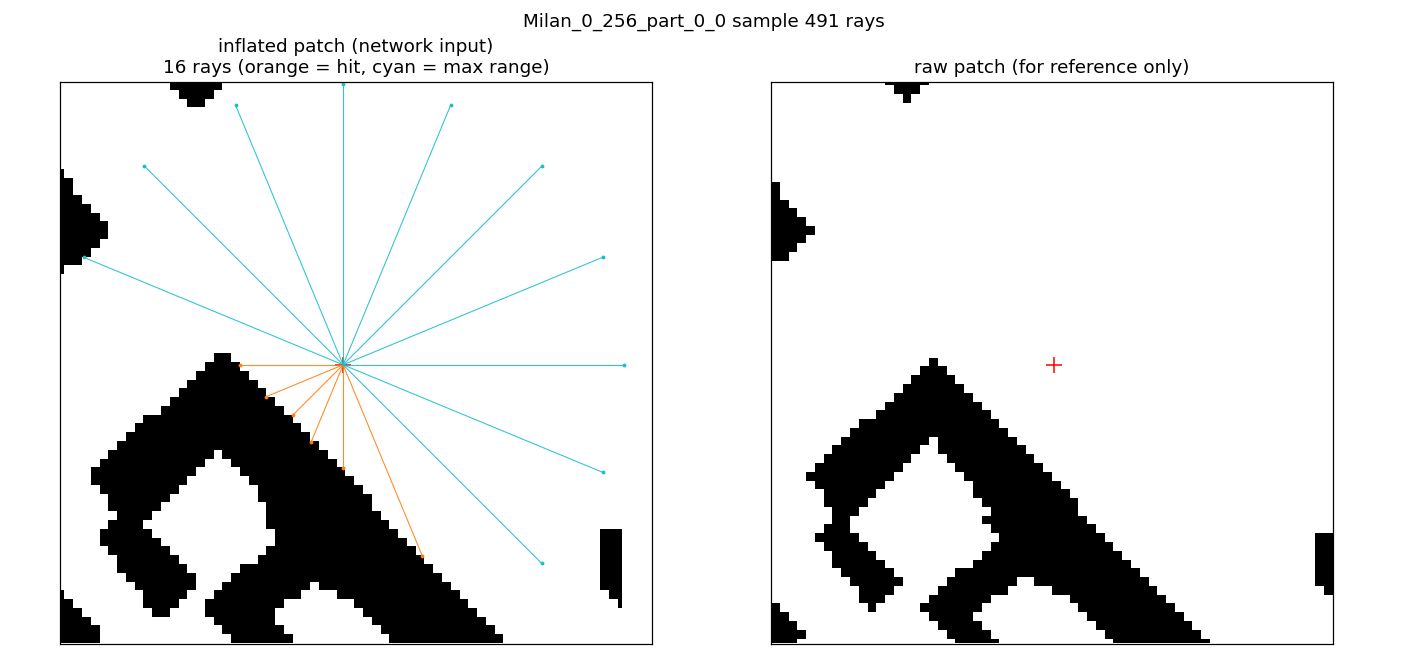 Milan_0_256_part_0_0 sample 491 rays
inflated patch (network input)
16 rays (orange = hit, cyan = max range)
raw patch (for reference only)